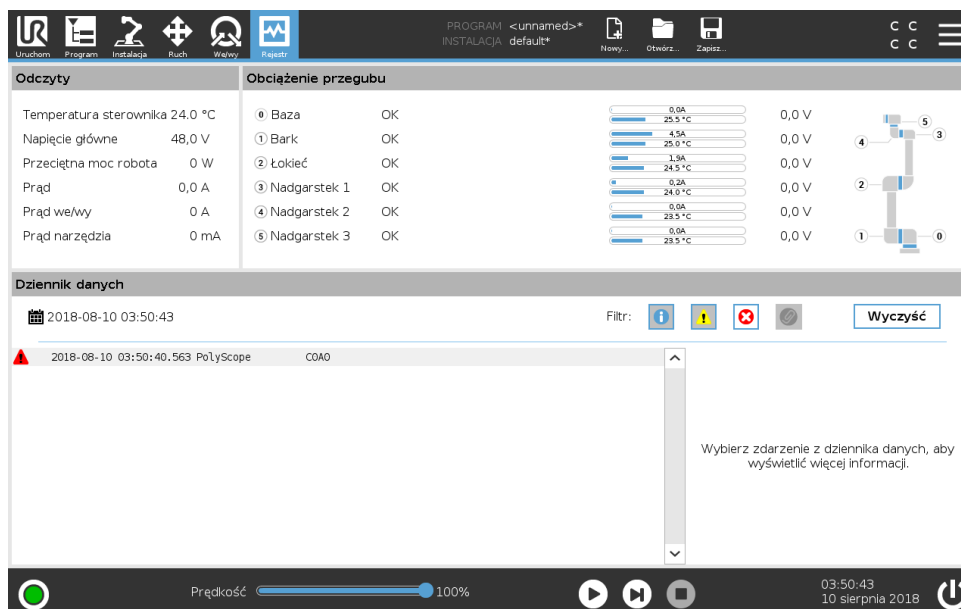 PROGRAM <unnamed>*
INSTALACJA default*
Uruchom Program Instalacja Ruch We/wy Rejestr
Nowy... Otwórz... Zapisz...
C C
C C
Odczyty
Temperatura sterownika 24.0 °C
Napięcie główne 48,0 V
Przeciętna moc robota 0 W
Prąd 0,0 A
Prąd we/wy 0 A
Prąd narzędzia 0 mA
Obciążenie przegubu
0 Baza OK 0,0A 25.5 °C 0,0 V
1 Bark OK 4,5A 25.0 °C 0,0 V
2 Łokieć OK 1,9A 24.5 °C 0,0 V
3 Nadgarstek 1 OK 0,2A 24.0 °C 0,0 V
4 Nadgarstek 2 OK 0,0A 23.5 °C 0,0 V
5 Nadgarstek 3 OK 0,0A 23.5 °C 0,0 V
5
4 3
2
1 0
Dziennik danych
2018-08-10 03:50:43 Filtr: Wyczyść
2018-08-10 03:50:40.563 PolyScope C0A0
Wybierz zdarzenie z dziennika danych, aby
wyświetlić więcej informacji.
Prędkość 100%
03:50:43
10 sierpnia 2018